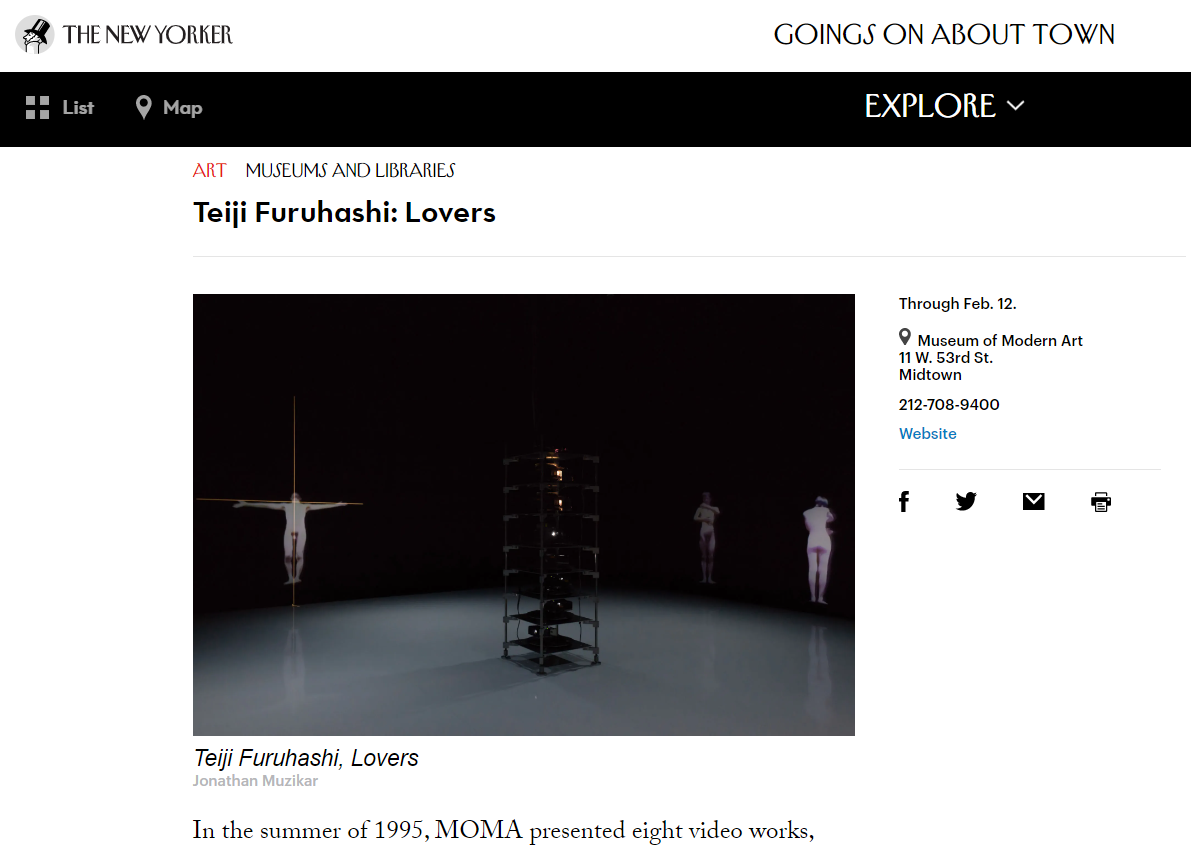 THE NEW YORKER
GOINGS ON ABOUT TOWN
List
Map
EXPLORE
ART MUSEUMS AND LIBRARIES
Teiji Furuhashi: Lovers
Through Feb. 12.
Museum of Modern Art
11 W. 53rd St.
Midtown
212-708-9400
Website
Teiji Furuhashi, Lovers
Jonathan Muzikar
In the summer of 1995, MOMA presented eight video works,